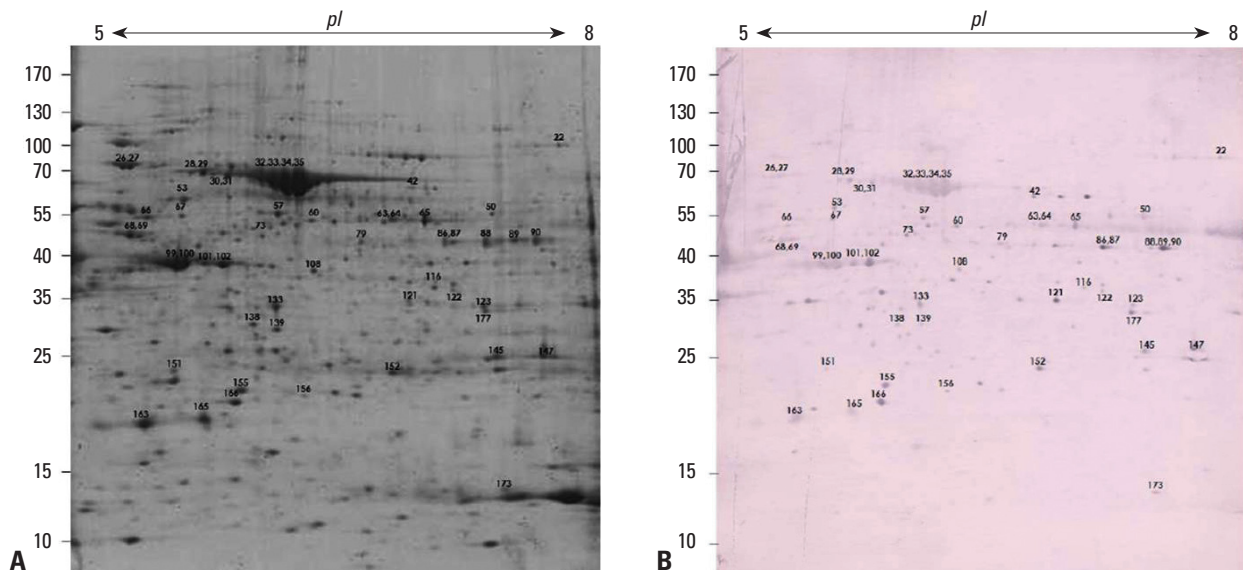 5 pI 8
170
130
100
70
55
40
35
25
15
10
22
26,27 28,29 32,33,34,35
30,31 42
53
66 67 57 60 63,64 65 50
68,69 73 79 86,87 88 89 90
99,100 101,102 108
116
133 121 122 123
138 139 177
151 152 145 147
155 156
166
163 165
173
A
5 pI 8
170
130
100
70
55
40
35
25
15
10
22
26,27 28,29 32,33,34,35
30,31 42
53
66 67 57 60 63,64 65 50
68,69 73 79 86,87 88,89,90
99,100 101,102 108
116
133 121 122 123
138 139 177
151 152 145 147
155 156
166
163 165
173
B